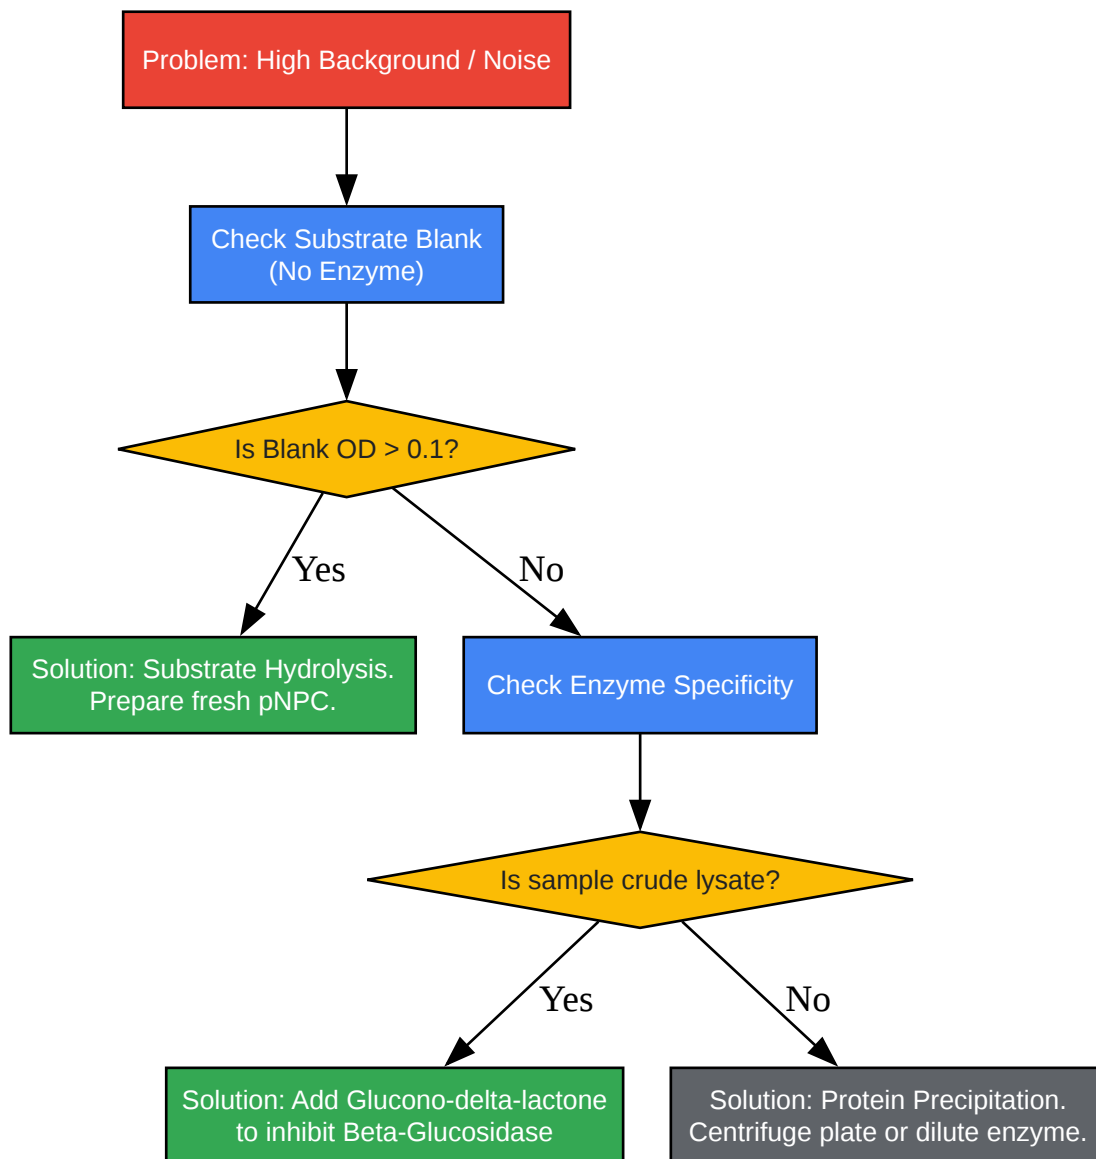 Problem: High Background / Noise
Check Substrate Blank
(No Enzyme)
Is Blank OD > 0.1?
Yes
No
Solution: Substrate Hydrolysis.
Prepare fresh pNPC.
Check Enzyme Specificity
Is sample crude lysate?
Yes
No
Solution: Add Glucono-delta-lactone
to inhibit Beta-Glucosidase
Solution: Protein Precipitation.
Centrifuge plate or dilute enzyme.